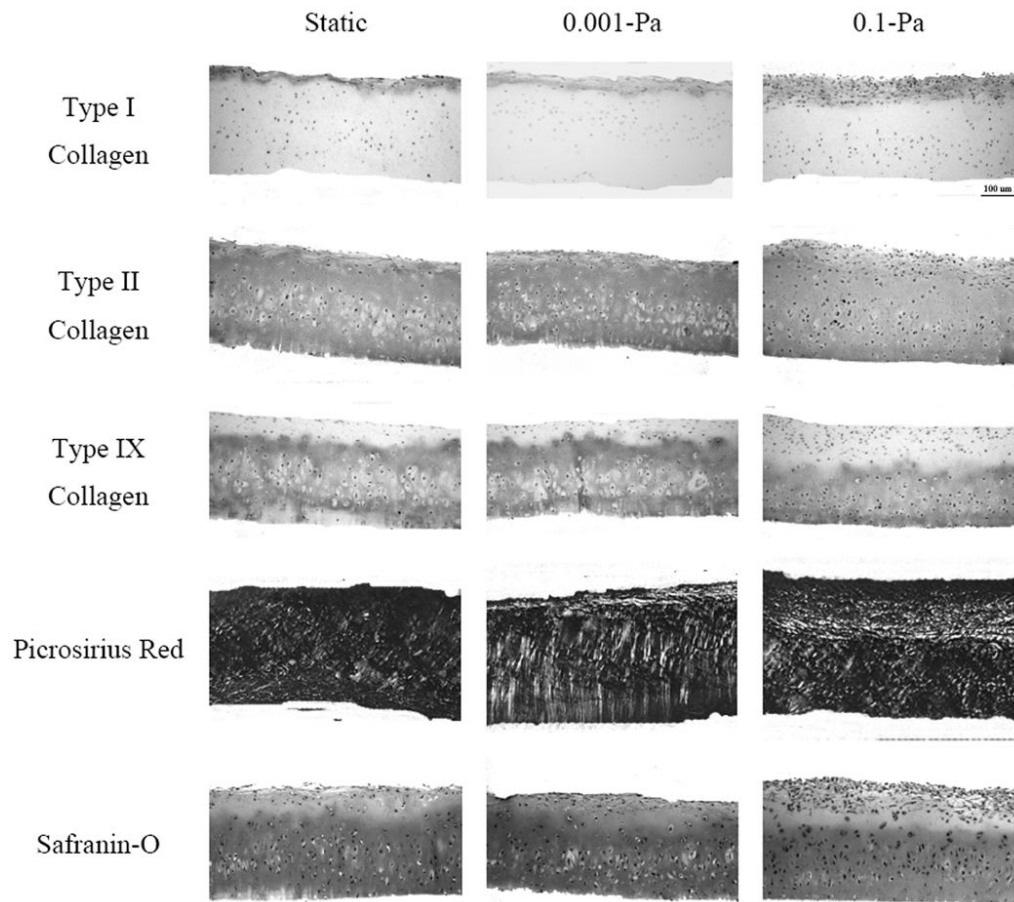 Static 0.001-Pa 0.1-Pa
Type I
Collagen
100 um
Type II
Collagen
Type IX
Collagen
Picrosirius Red
Safranin-O